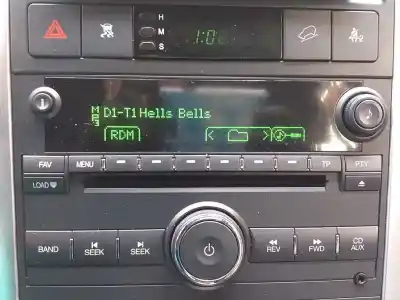 H
M
S
1:0
MP3
D1-T1 Hells Bells
RDM
< >
FAV MENU TP PTY
LOAD
BAND SEEK SEEK REV FWD CD AUX